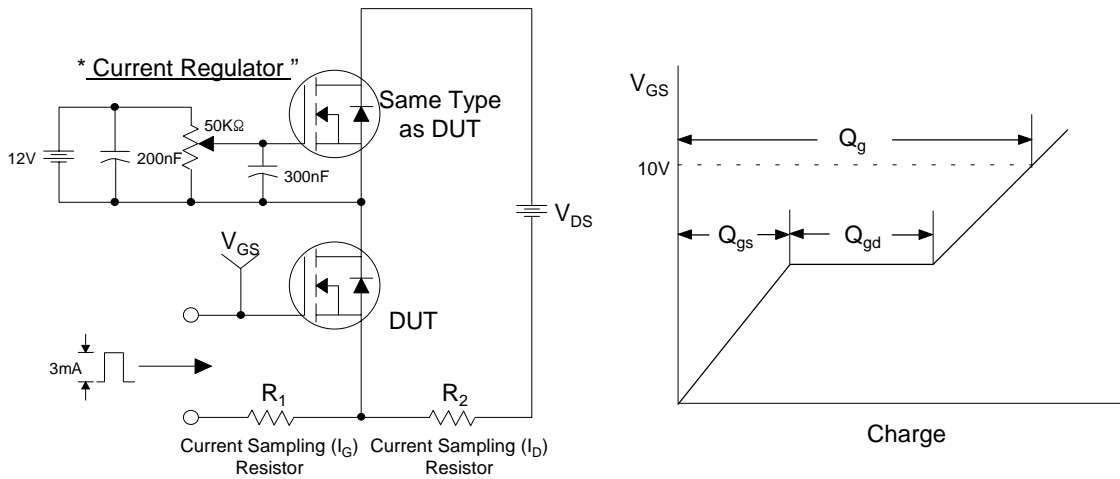 * Current Regulator ”
12V
200nF
50KΩ
300nF
Same Type
as DUT
V_DS
V_GS
DUT
3mA
R_1
R_2
Current Sampling (I_G)
Resistor
Current Sampling (I_D)
Resistor
V_GS
10V
Q_g
Q_gs
Q_gd
Charge